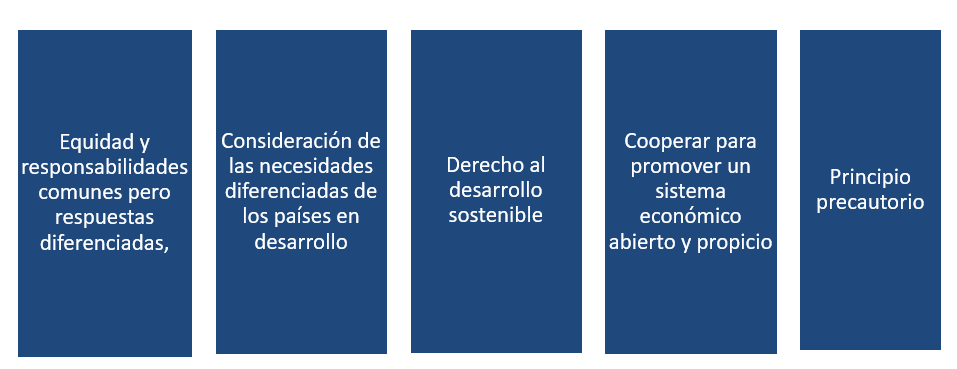 Equidad y
responsabilidades
comunes pero
respuestas
diferenciadas,
Consideración de
las necesidades
diferenciadas de
los países en
desarrollo
Derecho al
desarrollo
sostenible
Cooperar para
promover un
sistema
económico
abierto y propicio
Principio
precautorio